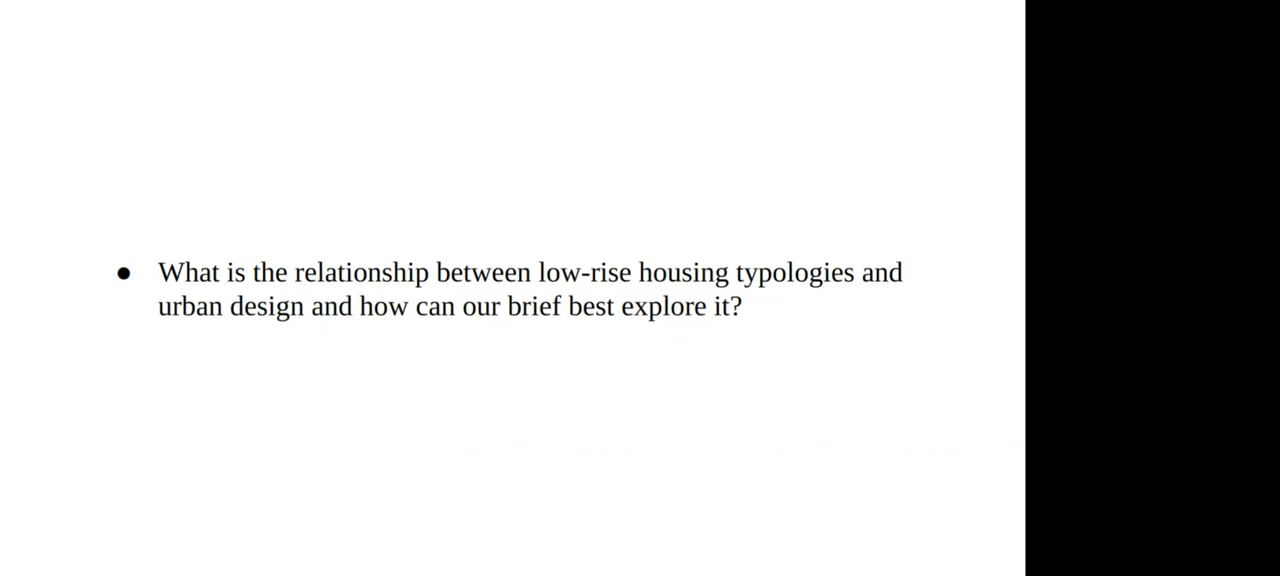 ● What is the relationship between low-rise housing typologies and
urban design and how can our brief best explore it?